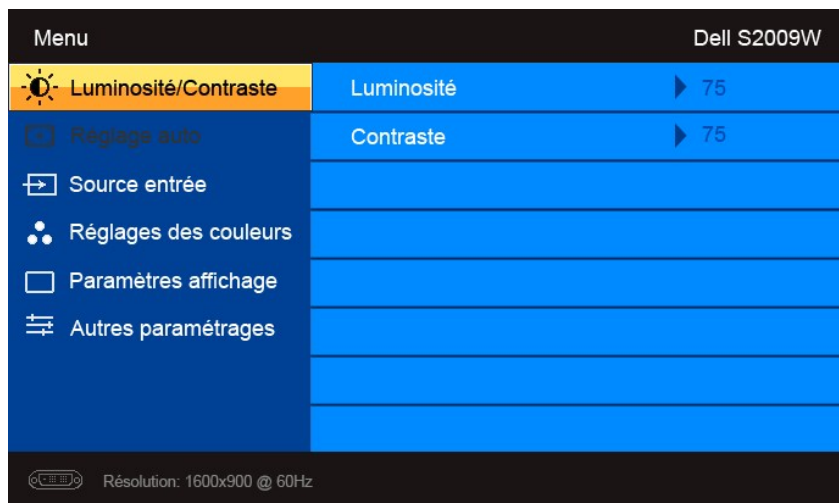 Menu Dell S2009W
Luminosité/Contraste Luminosité 75
Réglage auto Contraste 75
Source entrée
Réglages des couleurs
Paramètres affichage
Autres paramétrages
Résolution: 1600x900 @ 60Hz